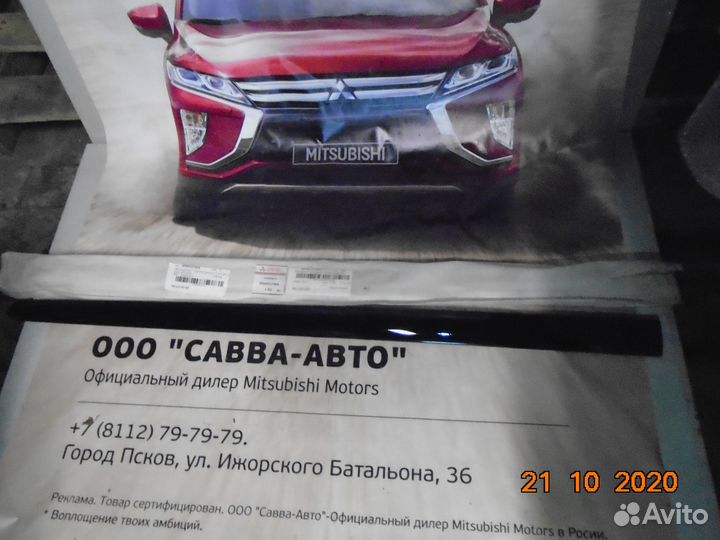 MITSUBISHI
ООО "САВВА-АВТО"
Официальный дилер Mitsubishi Motors
+7 (8112) 79-79-79.
Город Псков, ул. Ижорского Батальона, 36
21 10 2020
Реклама. Товар сертифицирован. ООО "Савва-Авто"-Официальный дилер Mitsubishi Motors в Росии.
* Воплощение твоих амбиций.
Avito